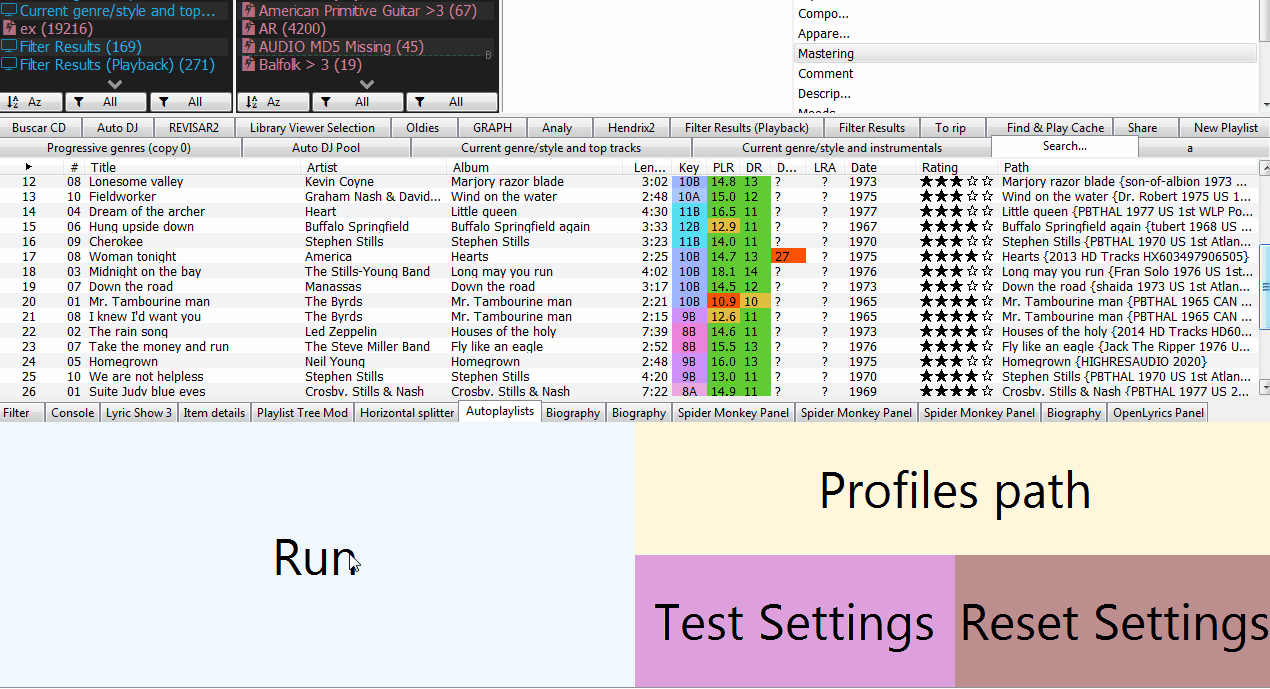 Current genre/style and top...
ex (19216)
Filter Results (169)
Filter Results (Playback) (271)
Az All All
American Primitive Guitar >3 (67)
AR (4200)
AUDIO MD5 Missing (45)
B
Balfolk > 3 (19)
Az All All
Compo...
Appare...
Mastering
Comment
Descrip...
Buscar CD Auto DJ REVISAR2 Library Viewer Selection Oldies GRAPH Analy Hendrix2 Filter Results (Playback) Filter Results To rip Find & Play Cache Share New Playlist
Progressive genres (copy 0) Auto DJ Pool Current genre/style and top tracks Current genre/style and instrumentals Search... a
# Title Artist Album Len... Key PLR DR D... LRA Date Rating Path
12 08 Lonesome valley Kevin Coyne Marjory razor blade 3:02 10B 14.8 13 ? ? 1973 ★★★☆☆ Marjory razor blade {son-of-albion 1973 ...
13 10 Fieldworker Graham Nash & David... Wind on the water 2:48 10A 15.0 12 ? ? 1975 ★★★☆☆ Wind on the water {Dr. Robert 1975 US 1...
14 04 Dream of the archer Heart Little queen 4:30 11B 16.5 11 ? ? 1977 ★★★☆☆ Little queen {PBTHAL 1977 US 1st WLP Po...
15 06 Hung upside down Buffalo Springfield Buffalo Springfield again 3:33 12B 12.9 11 ? ? 1967 ★★★★☆ Buffalo Springfield again {tubert 1968 US ...
16 09 Cherokee Stephen Stills Stephen Stills 3:23 11B 14.0 11 ? ? 1970 ★★★★☆ Stephen Stills {PBTHAL 1970 US 1st Atlan...
17 08 Woman tonight America Hearts 2:25 10B 14.7 13 27 ? 1975 ★★★☆☆ Hearts {2013 HD Tracks HX603497906505}
18 03 Midnight on the bay The Stills-Young Band Long may you run 4:02 10B 18.1 14 ? ? 1976 ★★★☆☆ Long may you run {Fran Solo 1976 US 1st...
19 07 Down the road Manassas Down the road 3:17 10B 14.5 12 ? ? 1973 ★★★☆☆ Down the road {shaida 1973 US 1st Atlan...
20 01 Mr. Tambourine man The Byrds Mr. Tambourine man 2:21 10B 10.9 10 ? ? 1965 ★★★★☆ Mr. Tambourine man {PBTHAL 1965 CAN ...
21 08 I knew I'd want you The Byrds Mr. Tambourine man 2:15 9B 12.6 11 ? ? 1965 ★★★★☆ Mr. Tambourine man {PBTHAL 1965 CAN ...
22 02 The rain song Led Zeppelin Houses of the holy 7:39 8B 14.6 11 ? ? 1973 ★★★★☆ Houses of the holy {2014 HD Tracks HD60...
23 07 Take the money and run The Steve Miller Band Fly like an eagle 2:52 8B 15.5 13 ? ? 1976 ★★★★☆ Fly like an eagle {Jack The Ripper 1976 U...
24 05 Homegrown Neil Young Homegrown 2:48 9B 16.0 13 ? ? 1975 ★★★☆☆ Homegrown {HIGHRESAUDIO 2020}
25 10 We are not helpless Stephen Stills Stephen Stills 4:20 9B 13.0 11 ? ? 1970 ★★★★☆ Stephen Stills {PBTHAL 1970 US 1st Atlan...
26 01 Suite Judy blue eyes Crosby, Stills & Nash Crosby, Stills & Nash 7:22 8A 14.9 11 ? ? 1969 ★★★★☆ Crosby, Stills & Nash {PBTHAL 1977 US 2...
Filter Console Lyric Show 3 Item details Playlist Tree Mod Horizontal splitter Autoplaylists Biography Biography Spider Monkey Panel Spider Monkey Panel Spider Monkey Panel Biography OpenLyrics Panel
Run
Profiles path
Test Settings
Reset Settings